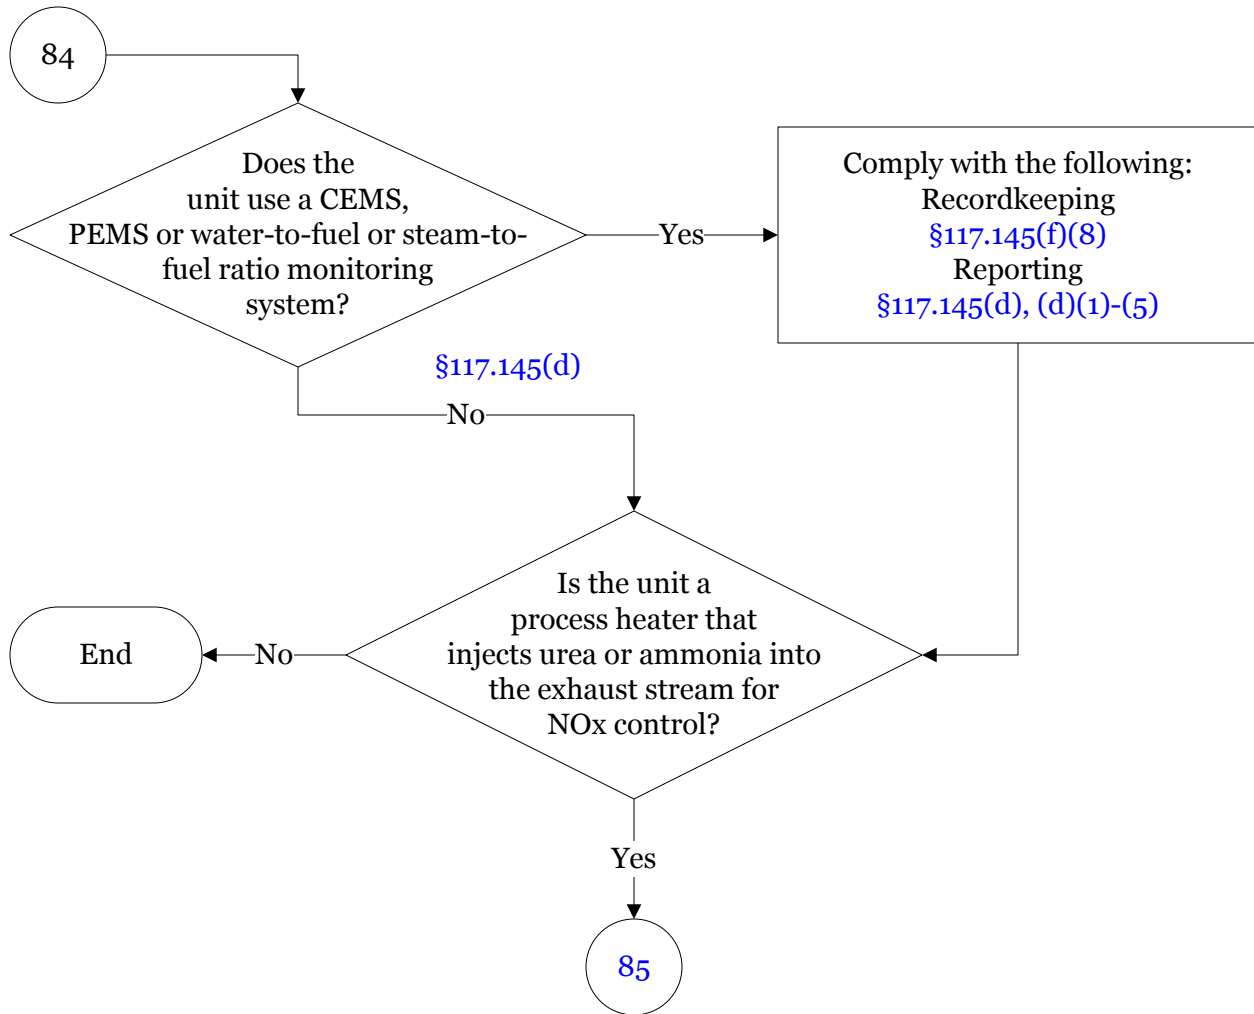 84
Does the
unit use a CEMS,
PEMS or water-to-fuel or steam-to-
fuel ratio monitoring
system?
Yes
Comply with the following:
Recordkeeping
§117.145(f)(8)
Reporting
§117.145(d), (d)(1)-(5)
§117.145(d)
No
Is the unit a
process heater that
injects urea or ammonia into
the exhaust stream for
NOx control?
No
End
Yes
85